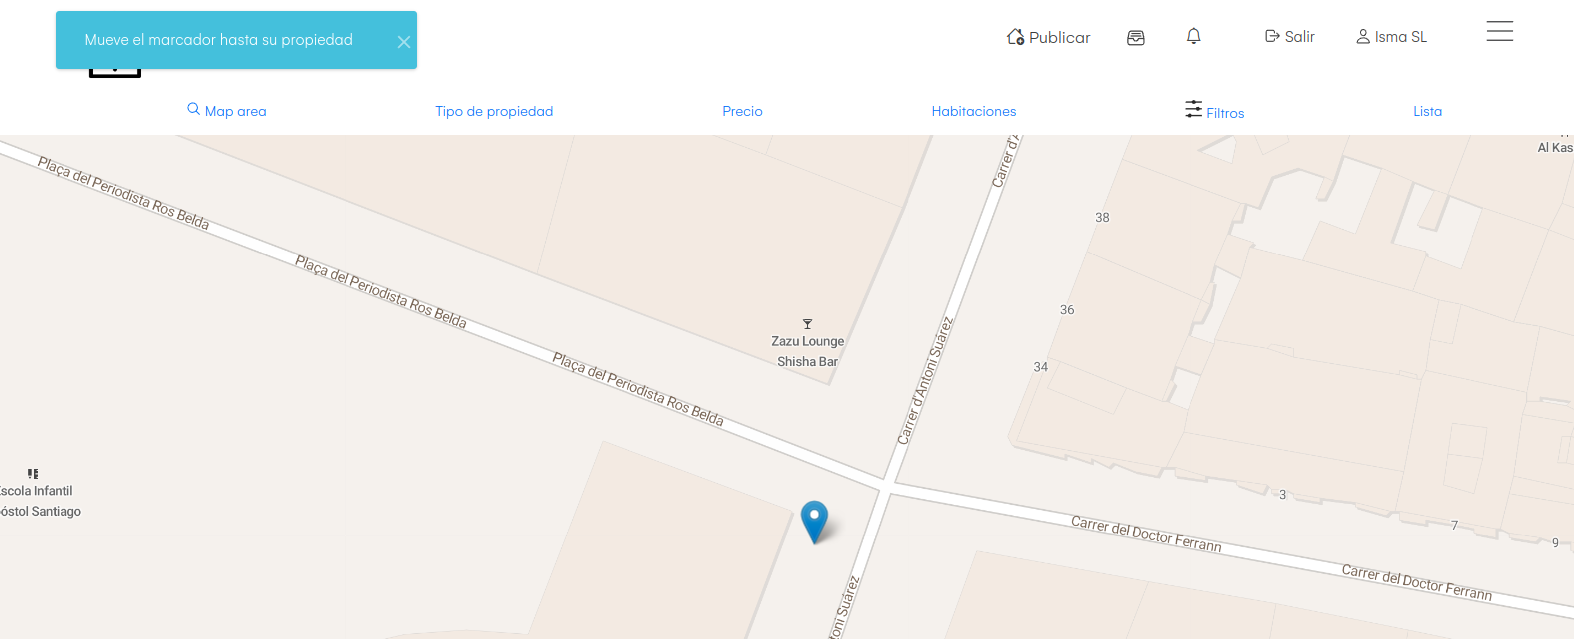 Mueve el marcador hasta su propiedad
Publicar
Salir
Isma SL
Map area
Tipo de propiedad
Precio
Habitaciones
Filtros
Lista
Plaça del Periodista Ros Belda
Carrer d'A
Al Kas
38
Plaça del Periodista Ros Belda
36
Zazu Lounge
Shisha Bar
Carrer d'Antoni Suárez
34
Plaça del Periodista Ros Belda
scola Infantil
óstol Santiago
3
7
9
Carrer del Doctor Ferrann
Carrer del Doctor Ferrann
toni Suárez